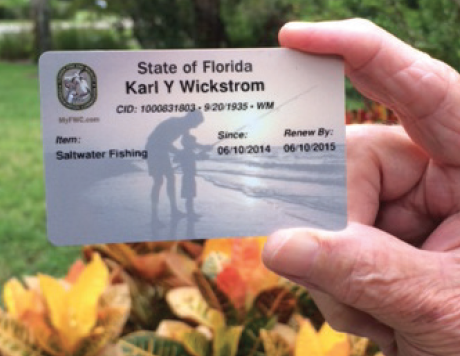 State of Florida
Karl Y Wickstrom
CID: 1000831803 • 9/20/1935 • WM
MyFWC.com
Item: Since: Renew By:
Saltwater Fishing 06/10/2014 06/10/2015